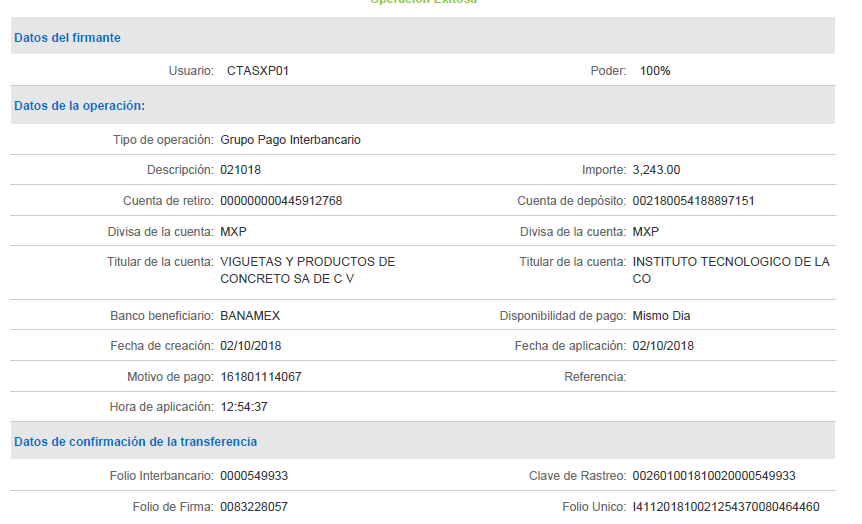 Operación Exitosa
Datos del firmante
Usuario: CTASXP01 Poder: 100%
Datos de la operación:
Tipo de operación: Grupo Pago Interbancario
Descripción: 021018 Importe: 3,243.00
Cuenta de retiro: 000000000445912768 Cuenta de depósito: 002180054188897151
Divisa de la cuenta: MXP Divisa de la cuenta: MXP
Titular de la cuenta: VIGUETAS Y PRODUCTOS DE Titular de la cuenta: INSTITUTO TECNOLOGICO DE LA
CONCRETO SA DE C V CO
Banco beneficiario: BANAMEX Disponibilidad de pago: Mismo Dia
Fecha de creación: 02/10/2018 Fecha de aplicación: 02/10/2018
Motivo de pago: 161801114067 Referencia:
Hora de aplicación: 12:54:37
Datos de confirmación de la transferencia
Folio Interbancario: 0000549933 Clave de Rastreo: 002601001810020000549933
Folio de Firma: 0083228057 Folio Unico: I411201810021254370080464460